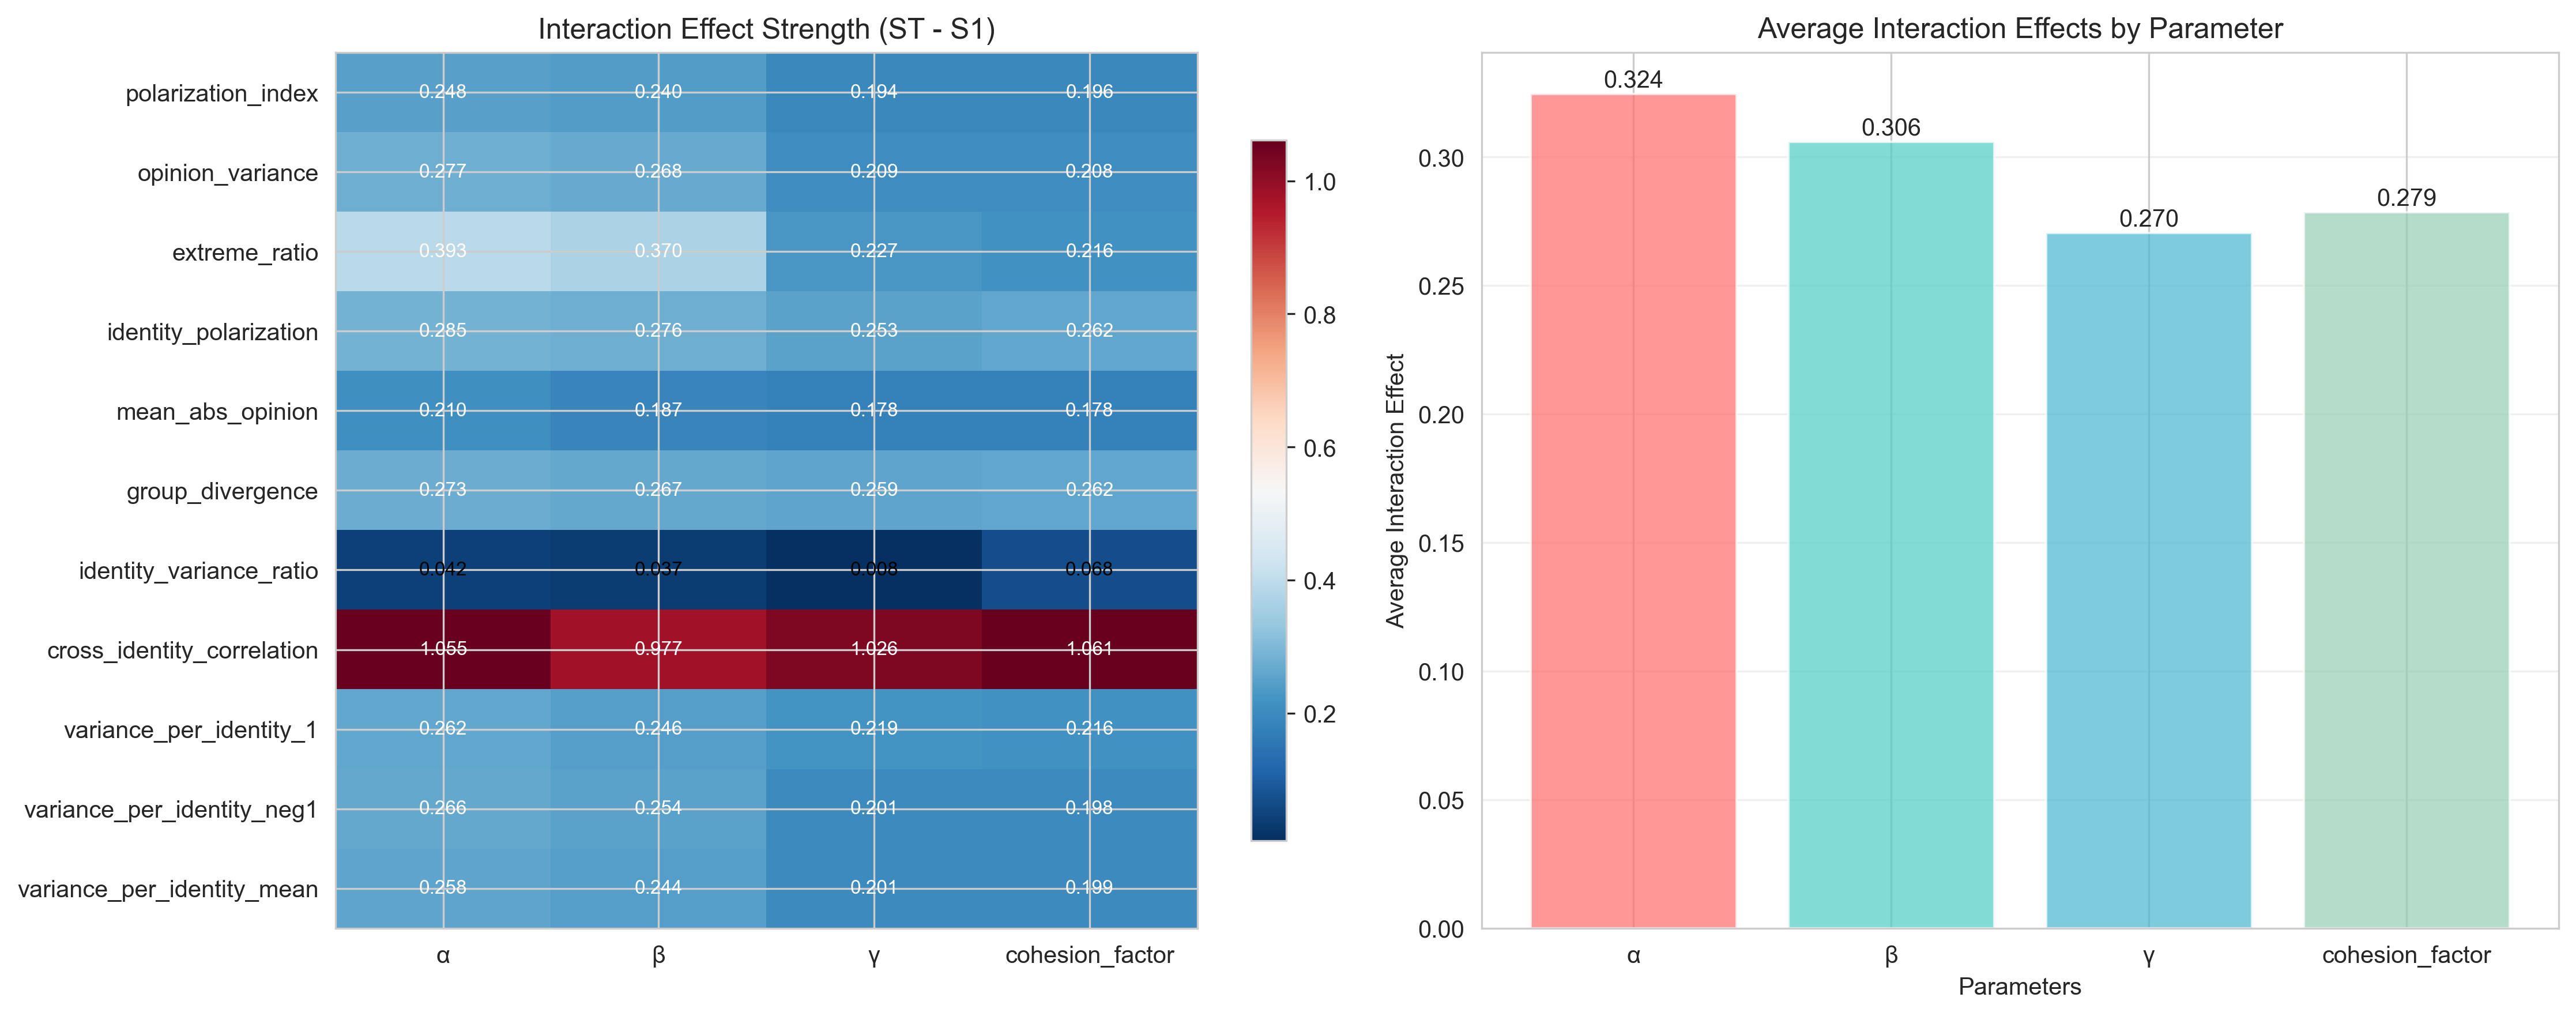 Interaction Effect Strength (ST - S1)
polarization_index 0.248 0.240 0.194 0.196
opinion_variance 0.277 0.268 0.209 0.208
extreme_ratio 0.393 0.370 0.227 0.216
identity_polarization 0.285 0.276 0.253 0.262
mean_abs_opinion 0.210 0.187 0.178 0.178
group_divergence 0.273 0.267 0.259 0.262
identity_variance_ratio 0.042 0.037 0.008 0.068
cross_identity_correlation 1.055 0.977 1.026 1.061
variance_per_identity_1 0.262 0.246 0.219 0.216
variance_per_identity_neg1 0.266 0.254 0.201 0.198
variance_per_identity_mean 0.258 0.244 0.201 0.199
α β γ cohesion_factor
1.0
0.8
0.6
0.4
0.2
Average Interaction Effects by Parameter
Average Interaction Effect
0.30
0.25
0.20
0.15
0.10
0.05
0.00
0.324
0.306
0.270
0.279
α β γ cohesion_factor
Parameters